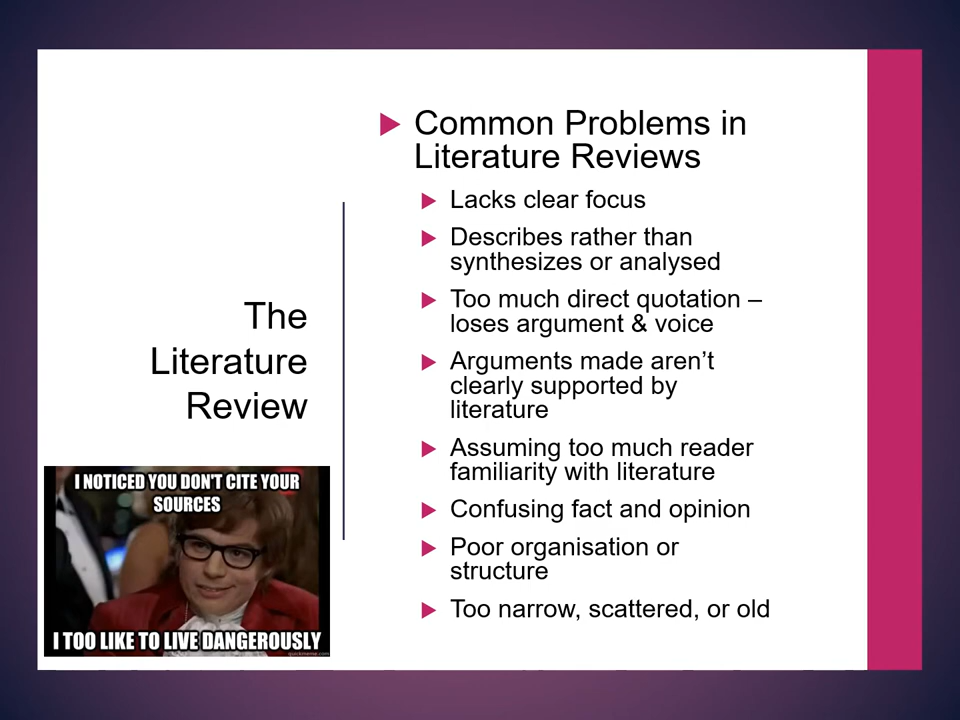 The
Literature
Review
I NOTICED YOU DON'T CITE YOUR
SOURCES
I TOO LIKE TO LIVE DANGEROUSLY
quickmeme.com
Common Problems in
Literature Reviews
Lacks clear focus
Describes rather than
synthesizes or analysed
Too much direct quotation –
loses argument & voice
Arguments made aren’t
clearly supported by
literature
Assuming too much reader
familiarity with literature
Confusing fact and opinion
Poor organisation or
structure
Too narrow, scattered, or old